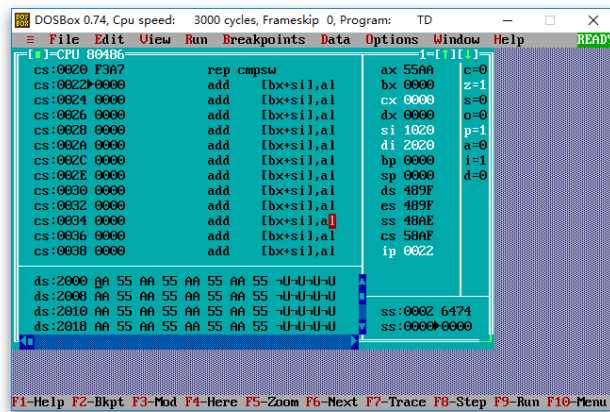 DOSBox 0.74, Cpu speed: 3000 cycles, Frameskip 0, Program: TD
≡ File Edit View Run Breakpoints Data Options Window Help READY
[■]=CPU 80486 1=[↑][↓]
cs:0020 F3A7 rep cmpsw ax 55AA c=0
cs:0022►0000 add [bx+si],al bx 0000 z=1
cs:0024 0000 add [bx+si],al cx 0000 s=0
cs:0026 0000 add [bx+si],al dx 0000 o=0
cs:0028 0000 add [bx+si],al si 1020 p=1
cs:002A 0000 add [bx+si],al di 2020 a=0
cs:002C 0000 add [bx+si],al bp 0000 i=1
cs:002E 0000 add [bx+si],al sp 0000 d=0
cs:0030 0000 add [bx+si],al ds 489F
cs:0032 0000 add [bx+si],al es 489F
cs:0034 0000 add [bx+si],al ss 48AE
cs:0036 0000 add [bx+si],al cs 58AF
cs:0038 0000 add [bx+si],al ip 0022
ds:2000 AA 55 AA 55 AA 55 AA 55 ¬U¬U¬U¬U
ds:2008 AA 55 AA 55 AA 55 AA 55 ¬U¬U¬U¬U
ds:2010 AA 55 AA 55 AA 55 AA 55 ¬U¬U¬U¬U ss:0002 6474
ds:2018 AA 55 AA 55 AA 55 AA 55 ¬U¬U¬U¬U ss:0000►0000
F1-Help F2-Bkpt F3-Mod F4-Here F5-Zoom F6-Next F7-Trace F8-Step F9-Run F10-Menu